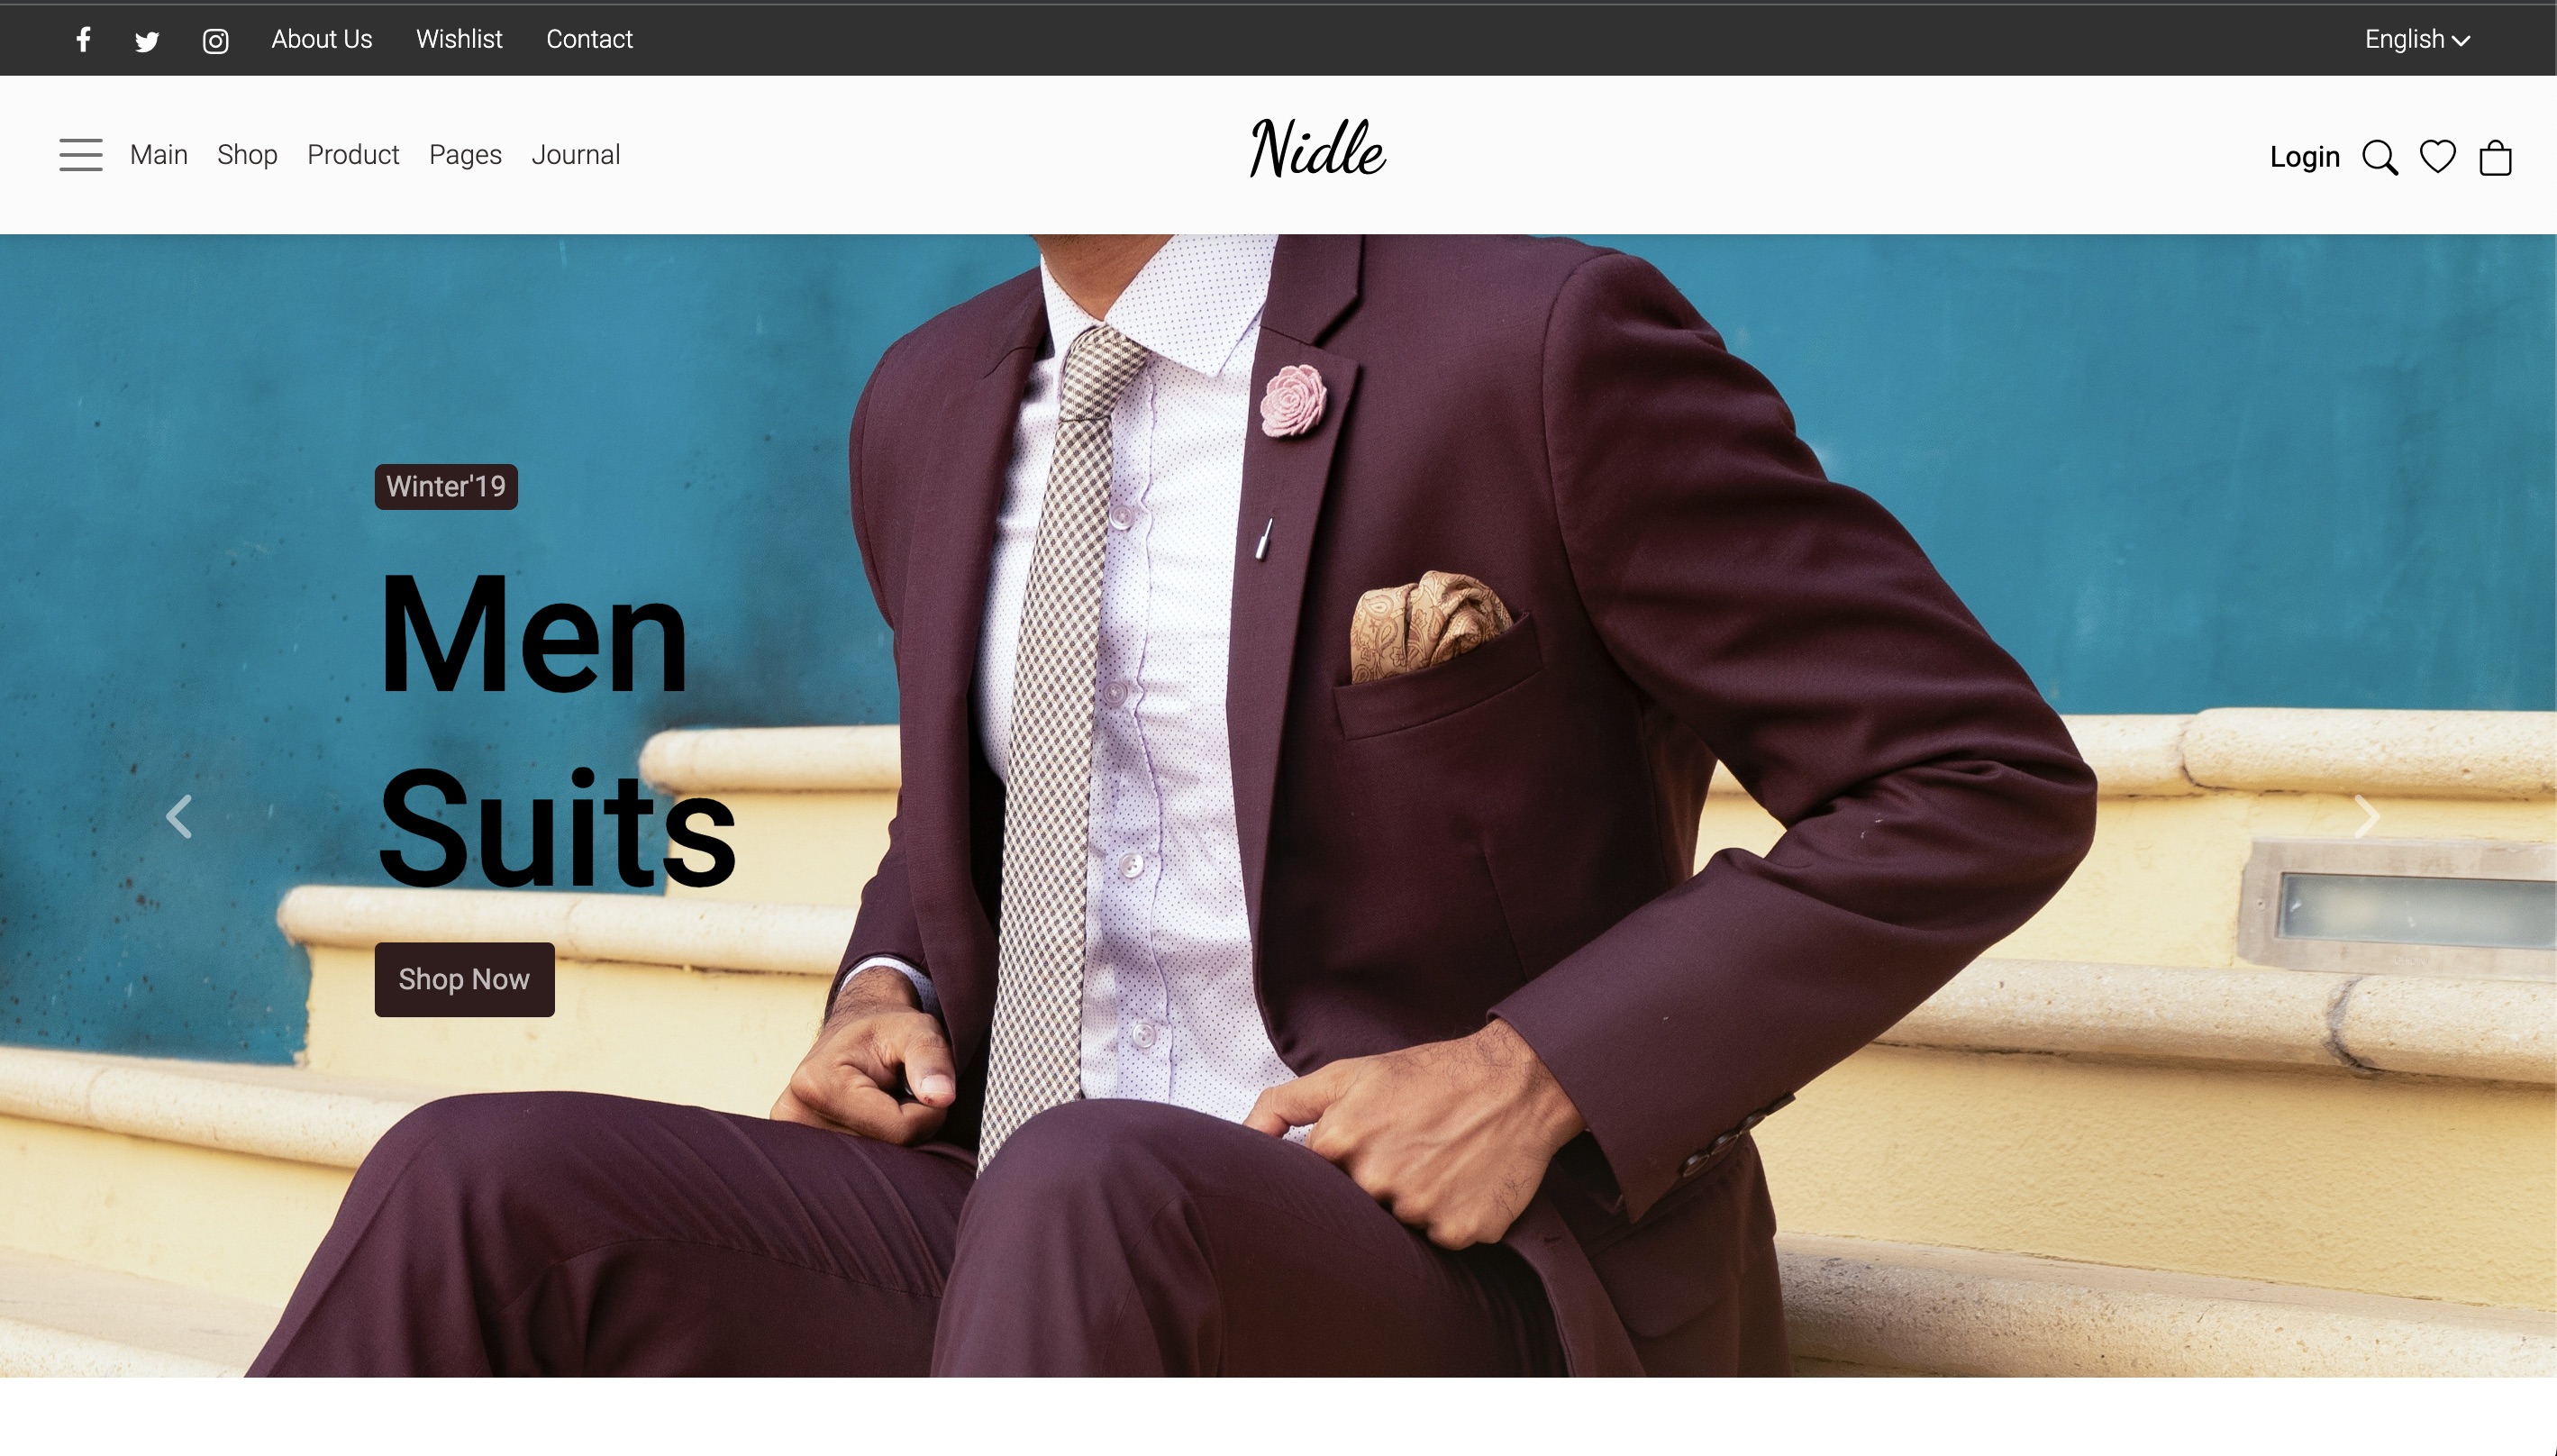 About Us Wishlist Contact English
Main Shop Product Pages Journal Nidle Login
Winter'19
Men
Suits
Shop Now